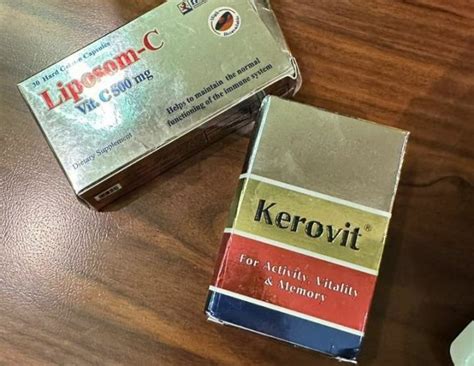 30 Hard Gelatin Capsules
Liposom-C
Vit. C 500 mg
Helps to maintain the normal
functioning of the immune system
Dietary Supplement
Kerovit®
For Activity, Vitality
& Memory